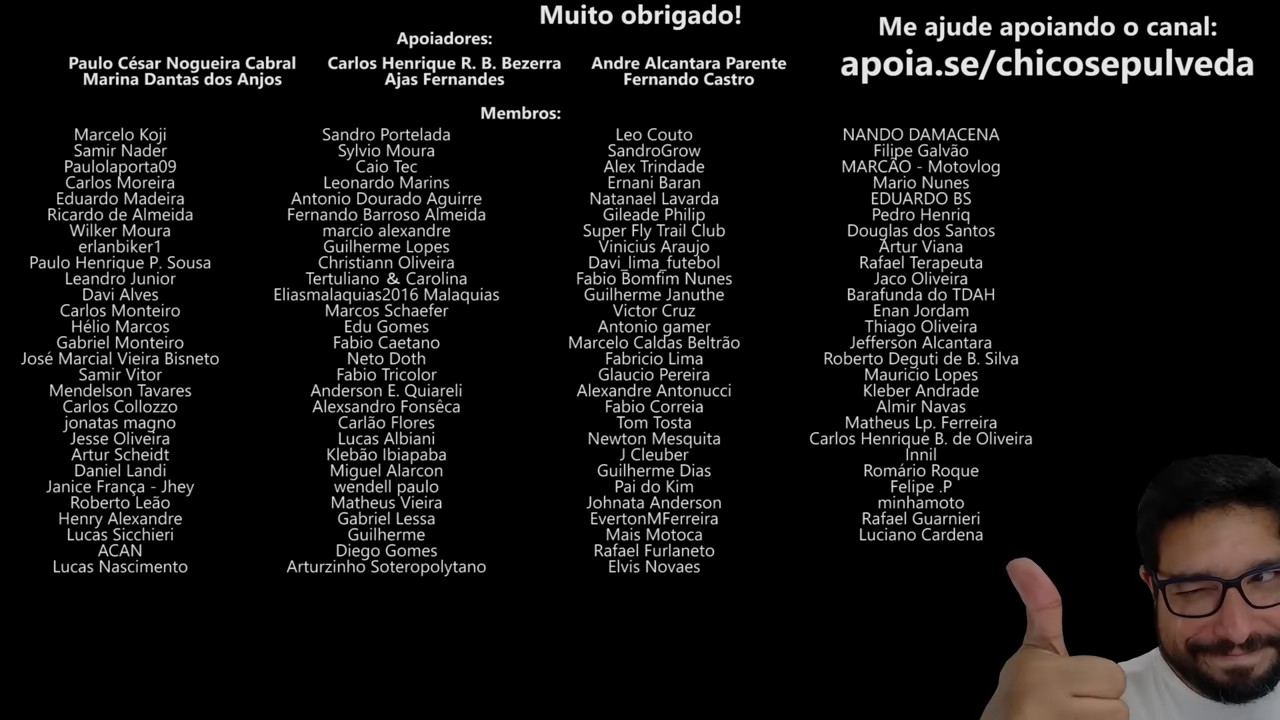 Muito obrigado!
Me ajude apoiando o canal:
apoia.se/chicosepulveda
Apoiadores:
Paulo César Nogueira Cabral
Marina Dantas dos Anjos
Carlos Henrique R. B. Bezerra
Ajas Fernandes
Andre Alcantara Parente
Fernando Castro
Membros:
Marcelo Koji
Samir Nader
Paulolaporta09
Carlos Moreira
Eduardo Madeira
Ricardo de Almeida
Wilker Moura
erlanbiker1
Paulo Henrique P. Sousa
Leandro Junior
Davi Alves
Carlos Monteiro
Hélio Marcos
Gabriel Monteiro
José Marcial Vieira Bisneto
Samir Vitor
Mendelson Tavares
Carlos Collozzo
jonatas magno
Jesse Oliveira
Artur Scheidt
Daniel Landi
Janice França - Jhey
Roberto Leão
Henry Alexandre
Lucas Sicchieri
ACAN
Lucas Nascimento
Sandro Portelada
Sylvio Moura
Caio Tec
Leonardo Marins
Antonio Dourado Aguirre
Fernando Barroso Almeida
marcio alexandre
Guilherme Lopes
Christiann Oliveira
Tertuliano & Carolina
Eliasmalaquias2016 Malaquias
Marcos Schaefer
Edu Gomes
Fabio Caetano
Neto Doth
Fabio Tricolor
Anderson E. Quiareli
Alexsandro Fonsêca
Carlão Flores
Lucas Albiani
Klebão Ibiapaba
Miguel Alarcon
wendell paulo
Matheus Vieira
Gabriel Lessa
Guilherme
Diego Gomes
Arturzinho Soteropolytano
Leo Couto
SandroGrow
Alex Trindade
Ernani Baran
Natanael Lavarda
Gileade Philip
Super Fly Trail Club
Vinicius Araujo
Davi_lima_futebol
Fabio Bomfim Nunes
Guilherme Januthe
Victor Cruz
Antonio gamer
Marcelo Caldas Beltrão
Fabricio Lima
Glaucio Pereira
Alexandre Antonucci
Fabio Correia
Tom Tosta
Newton Mesquita
J Cleuber
Guilherme Dias
Pai do Kim
Johnata Anderson
EvertonMFerreira
Mais Motoca
Rafael Furlaneto
Elvis Novaes
NANDO DAMACENA
Filipe Galvão
MARCÃO - Motovlog
Mario Nunes
EDUARDO BS
Pedro Henriq
Douglas dos Santos
Artur Viana
Rafael Terapeuta
Jaco Oliveira
Barafunda do TDAH
Enan Jordam
Thiago Oliveira
Jefferson Alcantara
Roberto Deguti de B. Silva
Mauricio Lopes
Kleber Andrade
Almir Navas
Matheus Lp. Ferreira
Carlos Henrique B. de Oliveira
Innil
Romário Roque
Felipe .P
minhamoto
Rafael Guarnieri
Luciano Cardena